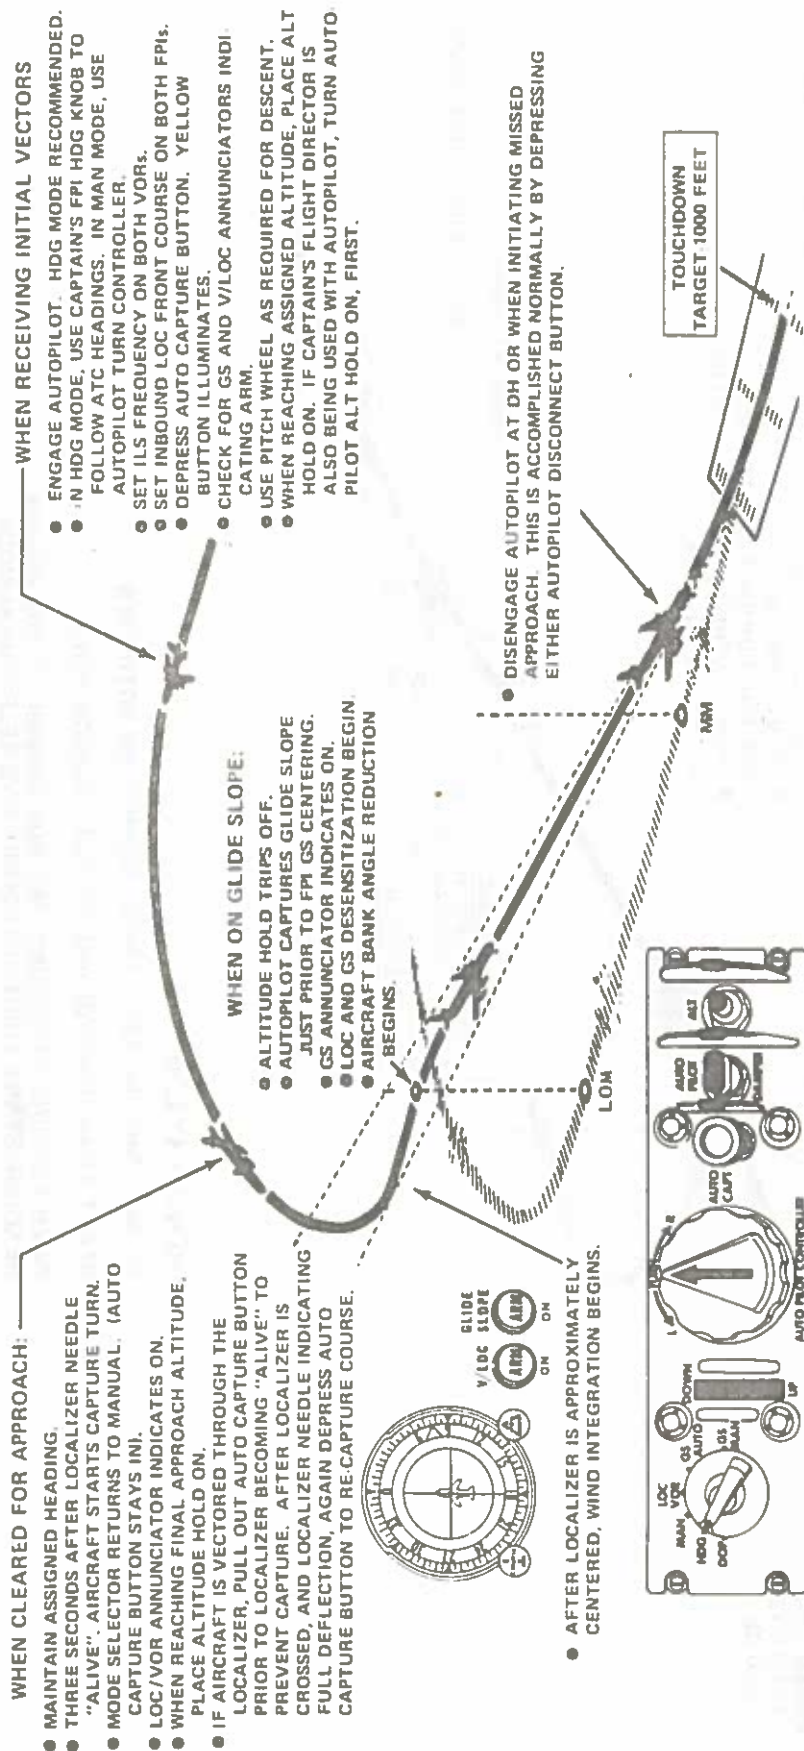 WHEN RECEIVING INITIAL VECTORS
● ENGAGE AUTOPILOT. HDG MODE RECOMMENDED.
● IN HDG MODE, USE CAPTAIN'S FPI HDG KNOB TO
FOLLOW ATC HEADINGS. IN MAN MODE, USE
AUTOPILOT TURN CONTROLLER.
● SET ILS FREQUENCY ON BOTH VORs.
● SET INBOUND LOC FRONT COURSE ON BOTH FPIs.
● DEPRESS AUTO CAPTURE BUTTON. YELLOW
BUTTON ILLUMINATES.
● CHECK FOR GS AND V/LOC ANNUNCIATORS INDI-
CATING ARM.
● USE PITCH WHEEL AS REQUIRED FOR DESCENT.
● WHEN REACHING ASSIGNED ALTITUDE, PLACE ALT
HOLD ON. IF CAPTAIN'S FLIGHT DIRECTOR IS
ALSO BEING USED WITH AUTOPILOT, TURN AUTO-
PILOT ALT HOLD ON, FIRST.
WHEN CLEARED FOR APPROACH:
● MAINTAIN ASSIGNED HEADING.
● THREE SECONDS AFTER LOCALIZER NEEDLE
"ALIVE". AIRCRAFT STARTS CAPTURE TURN.
● MODE SELECTOR RETURNS TO MANUAL. (AUTO
CAPTURE BUTTON STAYS IN).
● LOC/VOR ANNUNCIATOR INDICATES ON.
● WHEN REACHING FINAL APPROACH ALTITUDE,
PLACE ALTITUDE HOLD ON.
● IF AIRCRAFT IS VECTORED THROUGH THE
LOCALIZER, PULL OUT AUTO CAPTURE BUTTON
PRIOR TO LOCALIZER BECOMING "ALIVE" TO
PREVENT CAPTURE. AFTER LOCALIZER IS
CROSSED, AND LOCALIZER NEEDLE INDICATING
FULL DEFLECTION, AGAIN DEPRESS AUTO
CAPTURE BUTTON TO RE-CAPTURE COURSE.
WHEN ON GLIDE SLOPE:
● ALTITUDE HOLD TRIPS OFF.
● AUTOPILOT CAPTURES GLIDE SLOPE
JUST PRIOR TO FPI GS CENTERING.
● GS ANNUNCIATOR INDICATES ON.
● LOC AND GS DESENSITIZATION BEGIN.
● AIRCRAFT BANK ANGLE REDUCTION
BEGINS.
● DISENGAGE AUTOPILOT AT DH OR WHEN INITIATING MISSED
APPROACH. THIS IS ACCOMPLISHED NORMALLY BY DEPRESSING
EITHER AUTOPILOT DISCONNECT BUTTON.
TOUCHDOWN
TARGET-1000 FEET
LOM
MM
V/LOC
GLIDE
SLOPE
ARM
ARM
ON
ON
● AFTER LOCALIZER IS APPROXIMATELY
CENTERED, WIND INTEGRATION BEGINS.
DOP
HDG
MAN
LOC
VOR
GS
AUTO
GS
MAN
DOWN
UP
L
R
AUTO PILOT CONTROLLER
AUTO
CAPT
AUTO
PILOT
DAMPER
ALT